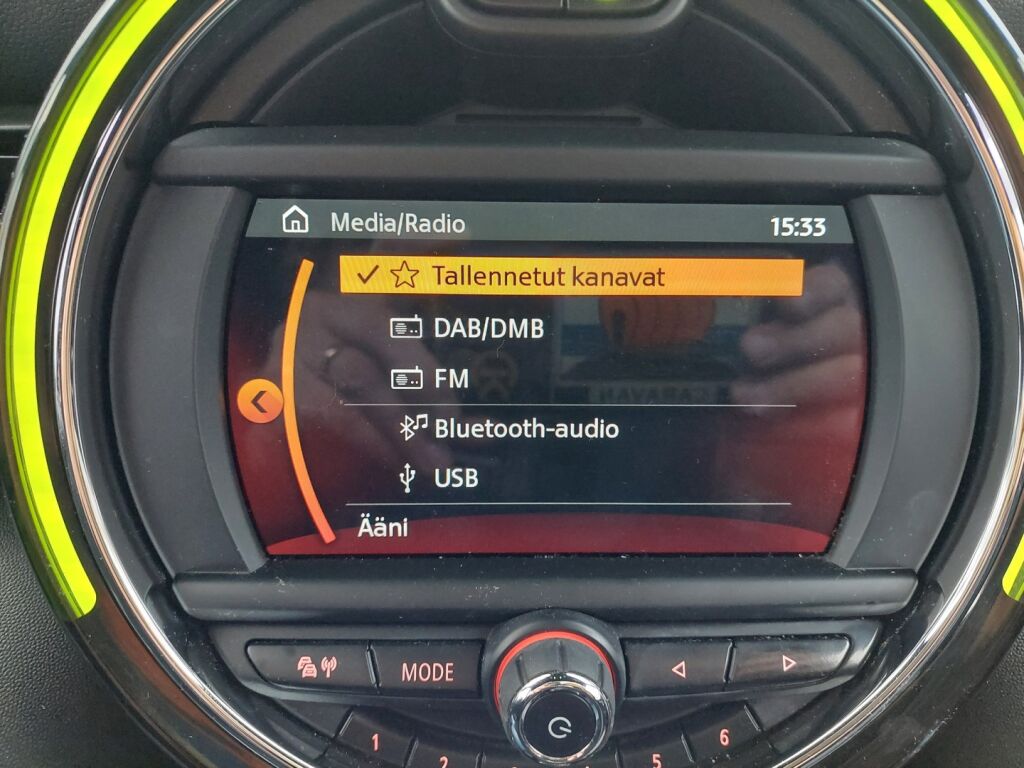 Media/Radio 15:33
Tallennetut kanavat
DAB/DMB
FM
Bluetooth-audio
USB
Ääni
MODE
1
2
5
6